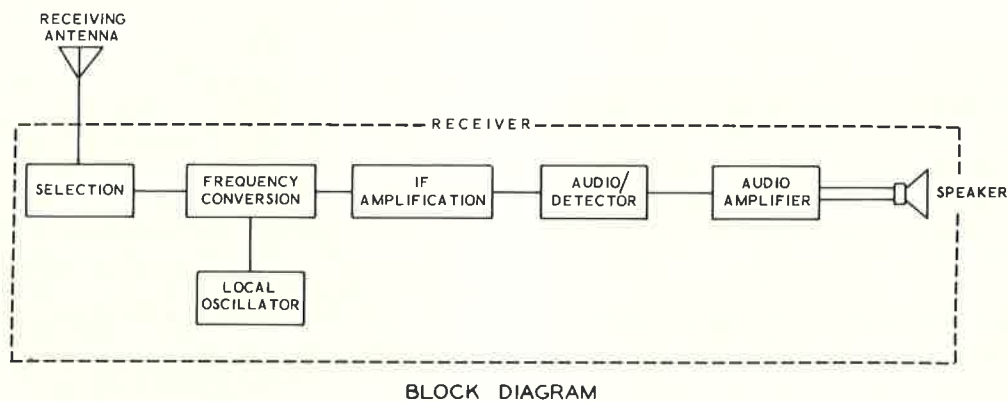 RECEIVING
ANTENNA
RECEIVER
SELECTION
FREQUENCY
CONVERSION
IF
AMPLIFICATION
AUDIO/
DETECTOR
AUDIO
AMPLIFIER
SPEAKER
LOCAL
OSCILLATOR
BLOCK DIAGRAM